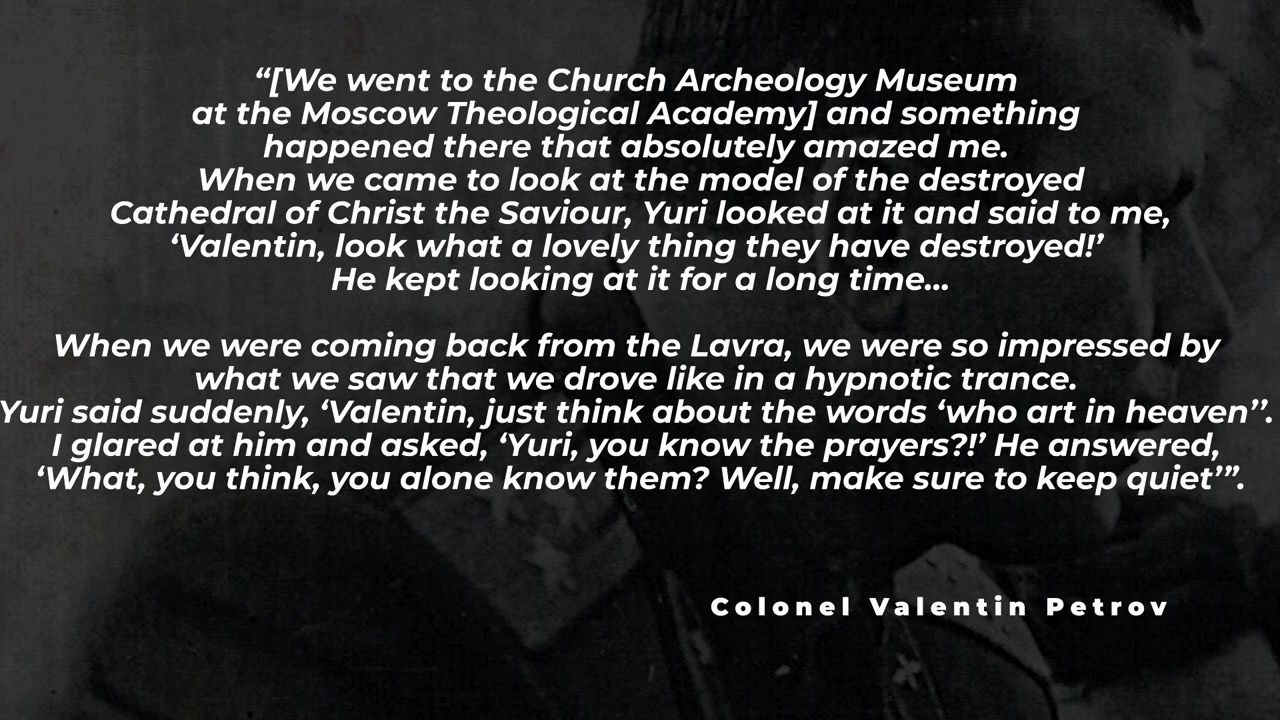 “[We went to the Church Archeology Museum
at the Moscow Theological Academy] and something
happened there that absolutely amazed me.
When we came to look at the model of the destroyed
Cathedral of Christ the Saviour, Yuri looked at it and said to me,
‘Valentin, look what a lovely thing they have destroyed!’
He kept looking at it for a long time...
When we were coming back from the Lavra, we were so impressed by
what we saw that we drove like in a hypnotic trance.
Yuri said suddenly, ‘Valentin, just think about the words ‘who art in heaven’’.
I glared at him and asked, ‘Yuri, you know the prayers?!’ He answered,
‘What, you think, you alone know them? Well, make sure to keep quiet’”.
Colonel Valentin Petrov